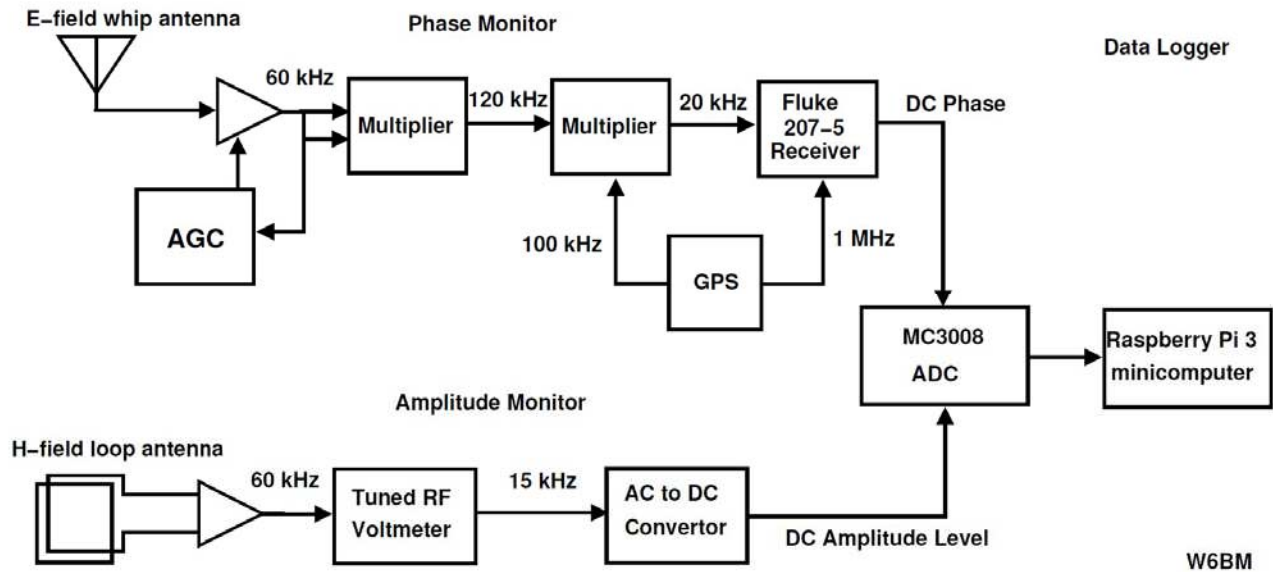 E-field whip antenna
Phase Monitor
Data Logger
60 kHz
120 kHz
20 kHz
DC Phase
Multiplier
Multiplier
Fluke
207-5
Receiver
AGC
100 kHz
GPS
1 MHz
MC3008
ADC
Raspberry Pi 3
minicomputer
Amplitude Monitor
H-field loop antenna
60 kHz
15 kHz
Tuned RF
Voltmeter
AC to DC
Convertor
DC Amplitude Level
W6BM